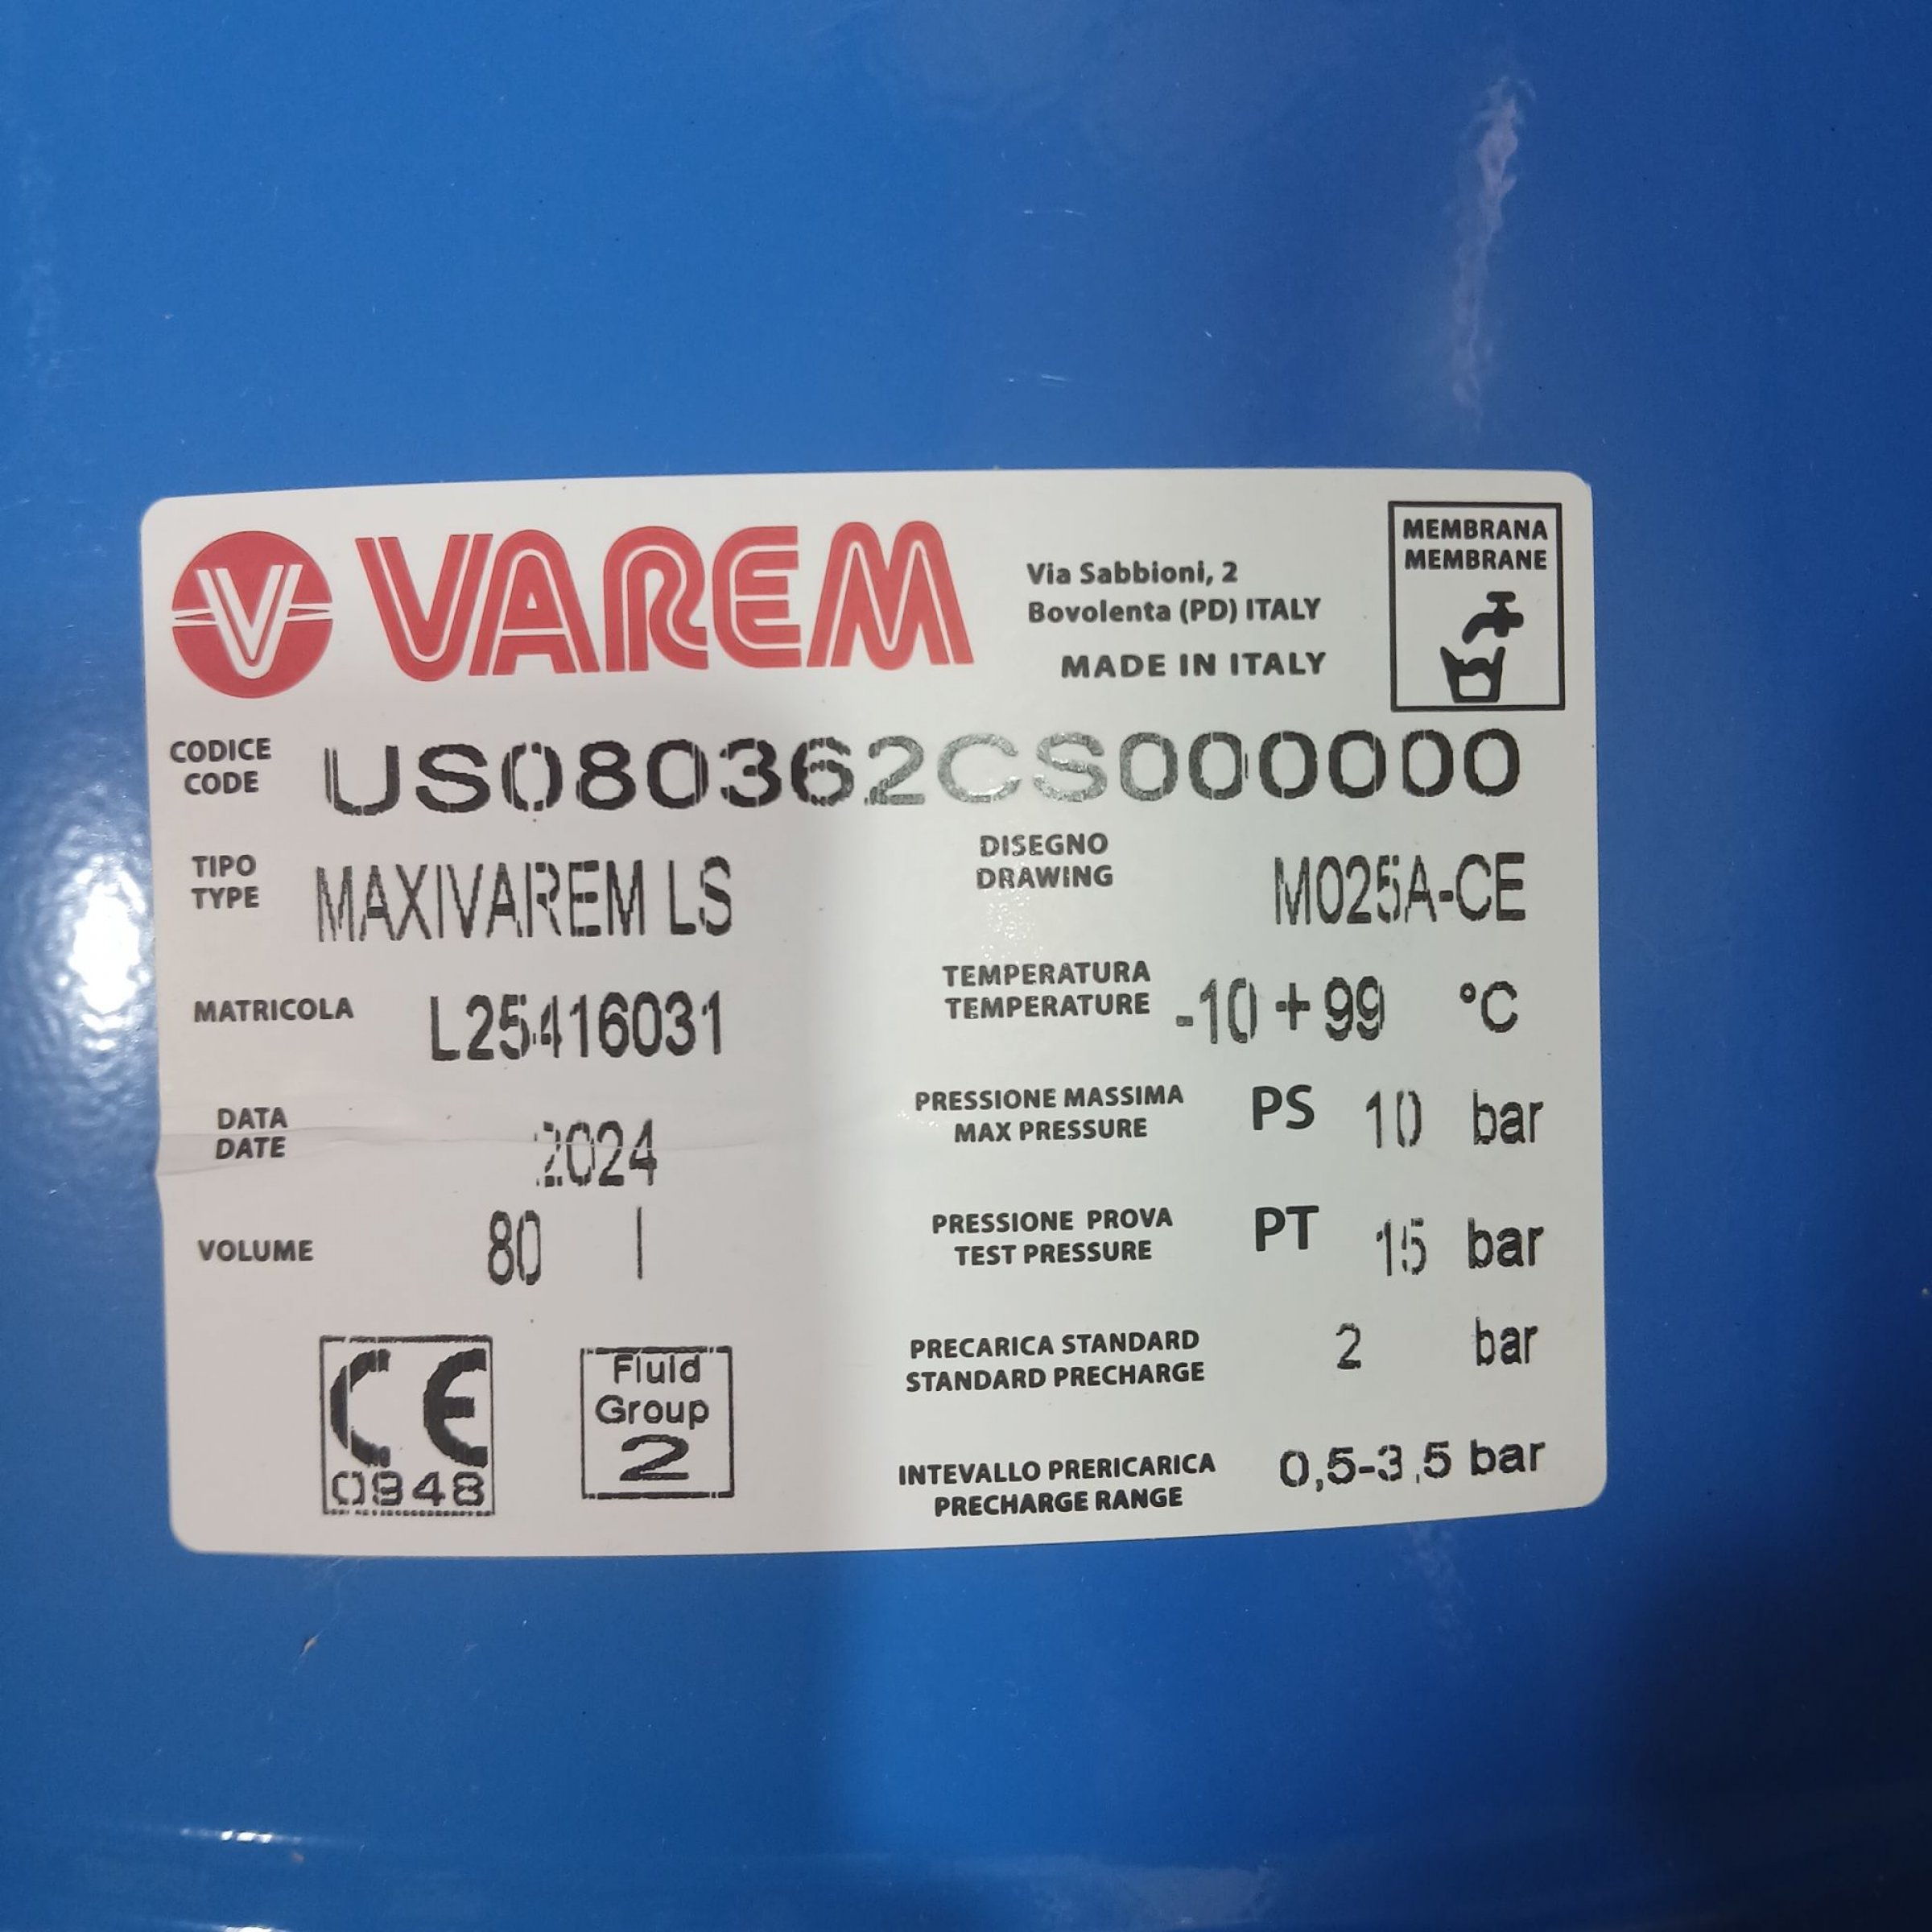 V VAREM
Via Sabbioni, 2
Bovolenta (PD) ITALY
MADE IN ITALY
MEMBRANA
MEMBRANE
CODICE
CODE
US080362CS000000
TIPO
TYPE
MAXIVAREM LS
DISEGNO
DRAWING
M025A-CE
MATRICOLA
L25416031
TEMPERATURA
TEMPERATURE
-10 + 99 °C
DATA
DATE
2024
PRESSIONE MASSIMA
MAX PRESSURE
PS 10 bar
VOLUME
80 l
PRESSIONE PROVA
TEST PRESSURE
PT 15 bar
PRECARICA STANDARD
STANDARD PRECHARGE
2 bar
INTEVALLO PRERICARICA
PRECHARGE RANGE
0,5-3,5 bar
CE
0948
Fluid
Group
2